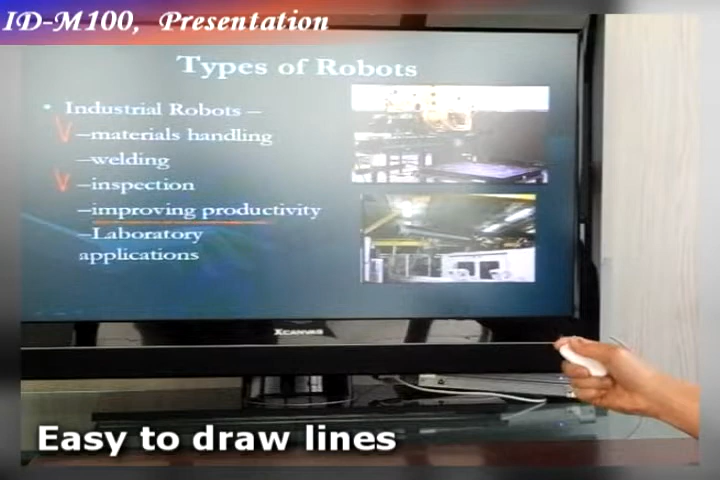 ID-M100, Presentation
Types of Robots
• Industrial Robots –
–materials handling
–welding
–inspection
–improving productivity
–Laboratory
applications
XCANVAS
Easy to draw lines